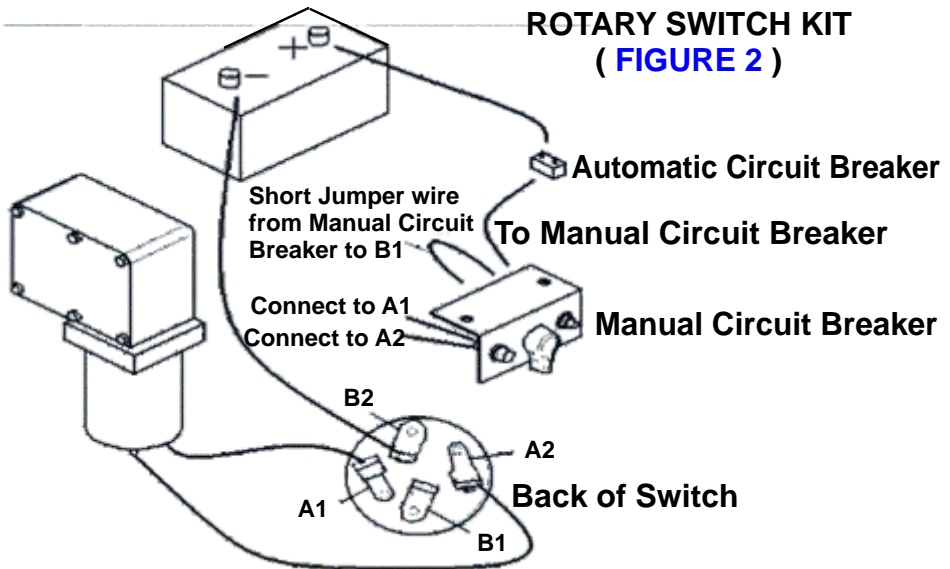 ROTARY SWITCH KIT
( FIGURE 2 )
+
−
Automatic Circuit Breaker
Short Jumper wire
from Manual Circuit
Breaker to B1
To Manual Circuit Breaker
Connect to A1
Connect to A2
Manual Circuit Breaker
B2
A2
A1
Back of Switch
B1